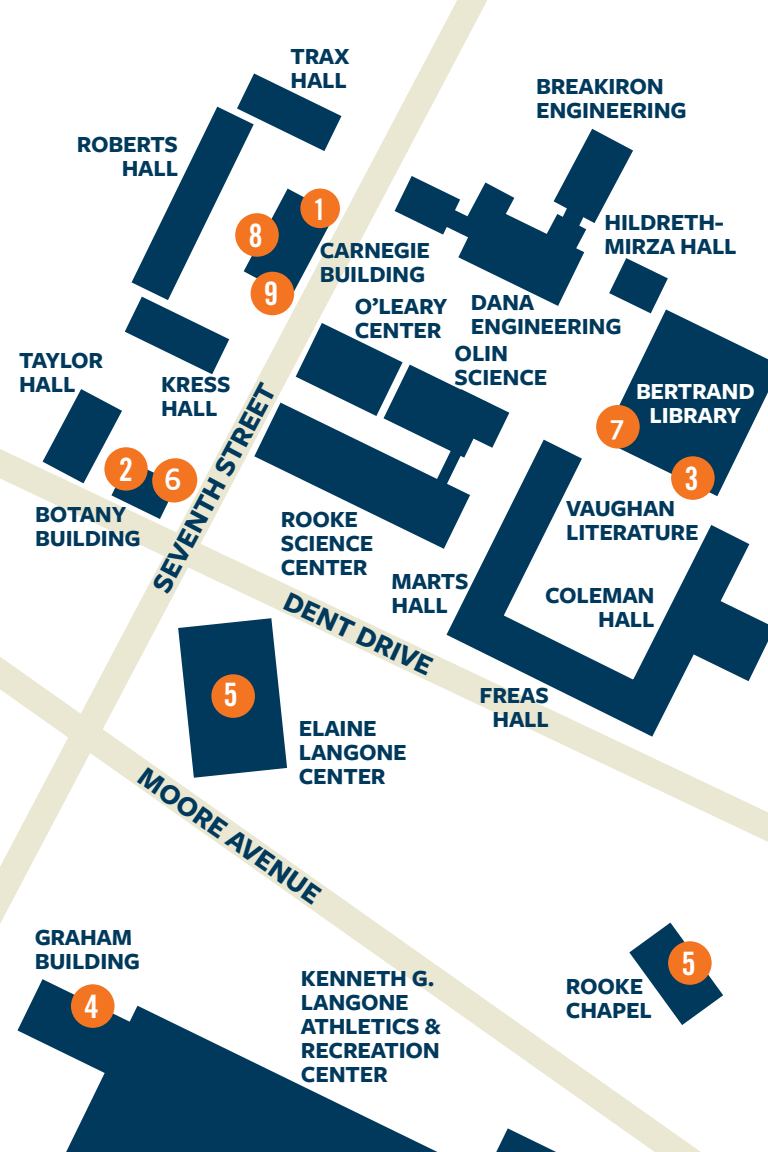 TRAX
HALL
BREAKIRON
ENGINEERING
ROBERTS
HALL
1
8
9
CARNEGIE
BUILDING
HILDRETH-
MIRZA HALL
O’LEARY
CENTER
DANA
ENGINEERING
OLIN
SCIENCE
TAYLOR
HALL
KRESS
HALL
BERTRAND
LIBRARY
7
3
2
6
SEVENTH STREET
BOTANY
BUILDING
ROOKE
SCIENCE
CENTER
VAUGHAN
LITERATURE
MARTS
HALL
COLEMAN
HALL
DENT DRIVE
5
FREAS
HALL
ELAINE
LANGONE
CENTER
MOORE AVENUE
GRAHAM
BUILDING
4
KENNETH G.
LANGONE
ATHLETICS &
RECREATION
CENTER
5
ROOKE
CHAPEL